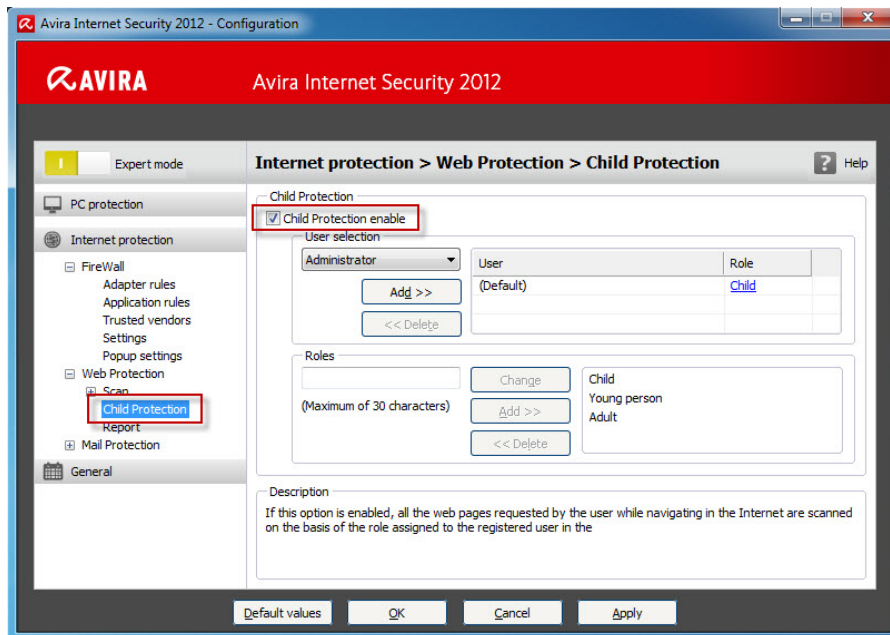 Avira Internet Security 2012 - Configuration
AVIRA
Avira Internet Security 2012
Expert mode
Internet protection > Web Protection > Child Protection
? Help
PC protection
Internet protection
FireWall
Adapter rules
Application rules
Trusted vendors
Settings
Popup settings
Web Protection
Scan
Child Protection
Report
Mail Protection
General
Child Protection
Child Protection enable
User selection
Administrator
Add >>
<< Delete
User Role
(Default) Child
Roles
(Maximum of 30 characters)
Change
Add >>
<< Delete
Child
Young person
Adult
Description
If this option is enabled, all the web pages requested by the user while navigating in the Internet are scanned
on the basis of the role assigned to the registered user in the
Default values OK Cancel Apply